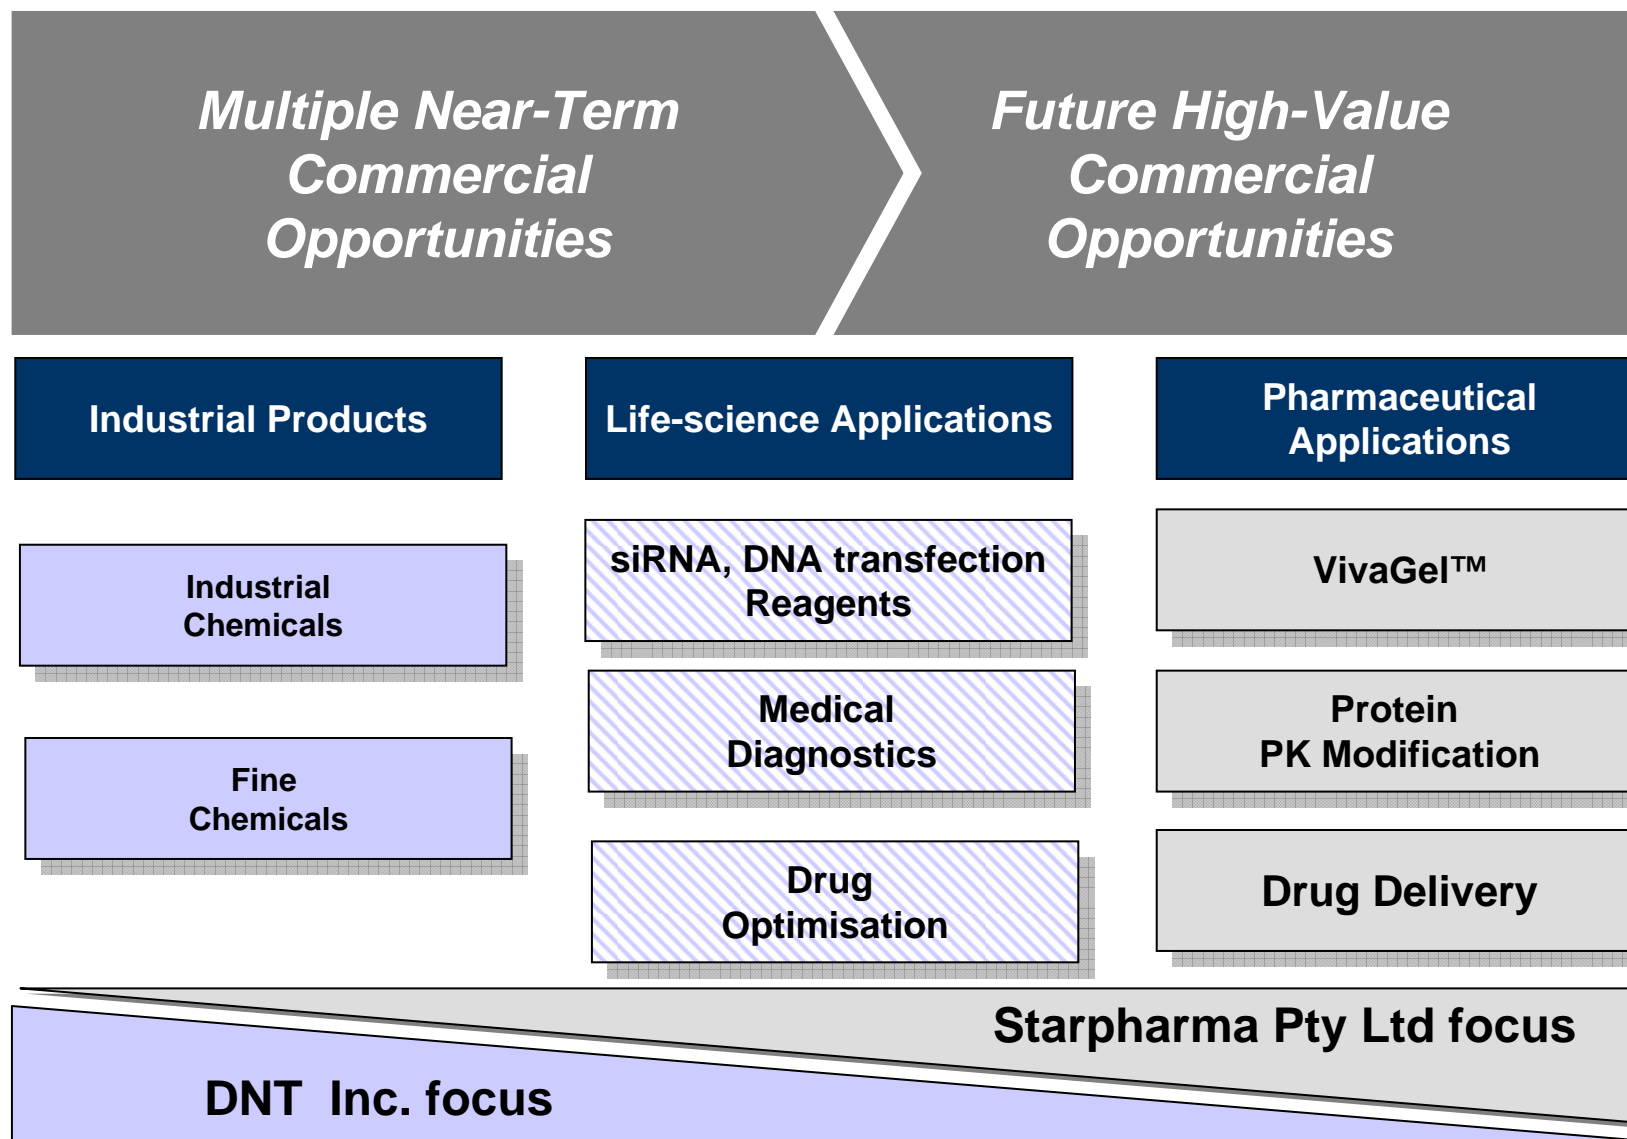 Multiple Near-Term
Commercial
Opportunities
Future High-Value
Commercial
Opportunities
Industrial Products
Life-science Applications
Pharmaceutical
Applications
Industrial
Chemicals
Fine
Chemicals
siRNA, DNA transfection
Reagents
Medical
Diagnostics
Drug
Optimisation
VivaGel™
Protein
PK Modification
Drug Delivery
Starpharma Pty Ltd focus
DNT Inc. focus